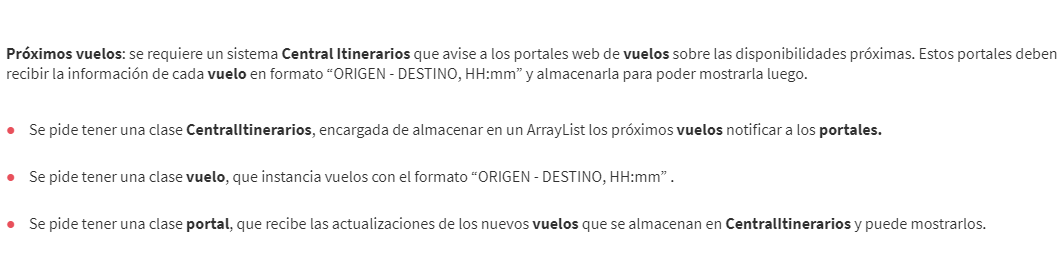 Próximos vuelos: se requiere un sistema Central Itinerarios que avise a los portales web de vuelos sobre las disponibilidades próximas. Estos portales deben
recibir la información de cada vuelo en formato “ORIGEN - DESTINO, HH:mm” y almacenarla para poder mostrarla luego.
● Se pide tener una clase CentralItinerarios, encargada de almacenar en un ArrayList los próximos vuelos notificar a los portales.
● Se pide tener una clase vuelo, que instancia vuelos con el formato “ORIGEN - DESTINO, HH:mm” .
● Se pide tener una clase portal, que recibe las actualizaciones de los nuevos vuelos que se almacenan en CentralItinerarios y puede mostrarlos.